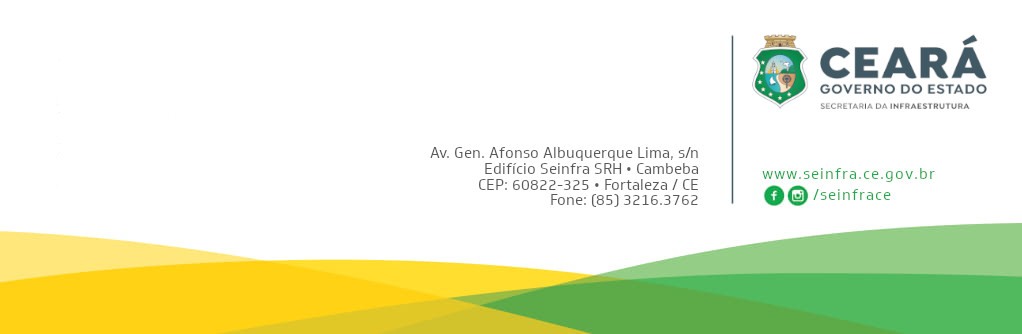 Av. Gen. Afonso Albuquerque Lima, s/n
Edifício Seinfra SRH • Cambeba
CEP: 60822-325 • Fortaleza / CE
Fone: (85) 3216.3762
CEARÁ
GOVERNO DO ESTADO
SECRETARIA DA INFRAESTRUTURA
www.seinfra.ce.gov.br
/seinfrace